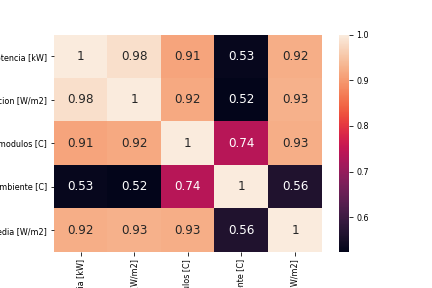 otencia [kW] 1 0.98 0.91 0.53 0.92
cion [W/m2] 0.98 1 0.92 0.52 0.93
modulos [C] 0.91 0.92 1 0.74 0.93
mbiente [C] 0.53 0.52 0.74 1 0.56
edia [W/m2] 0.92 0.93 0.93 0.56 1
ia [kW]
W/m2]
ulos [C]
nte [C]
W/m2]
1.0
0.9
0.8
0.7
0.6